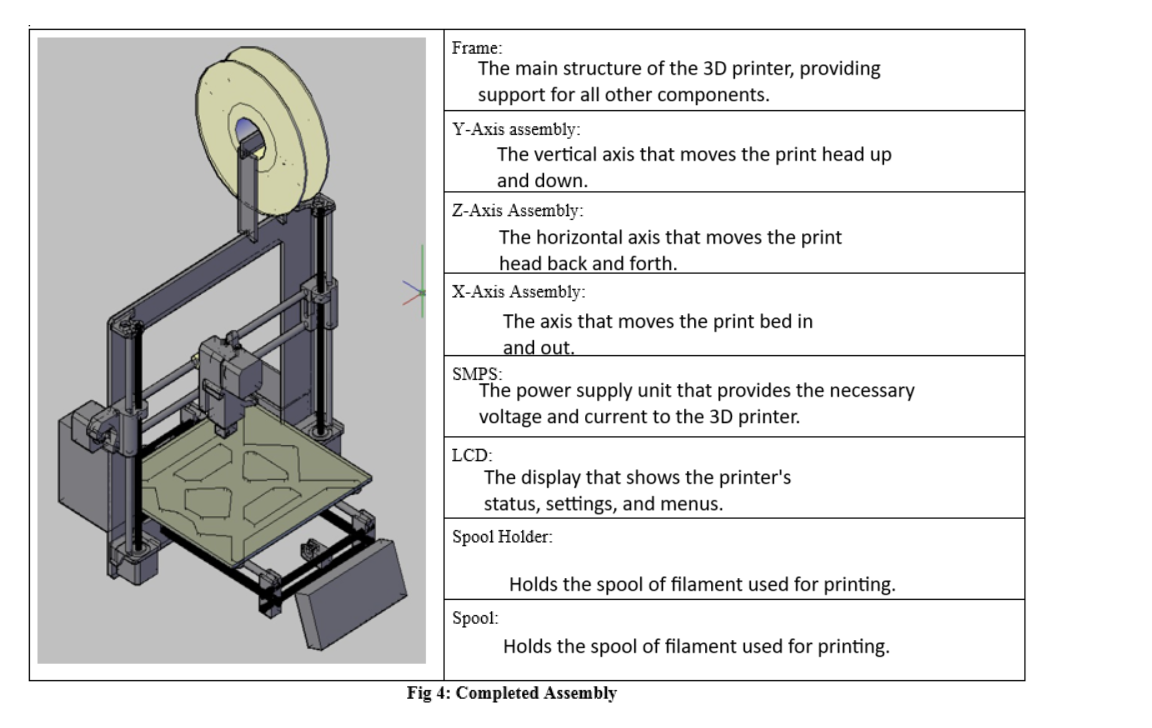 Frame:
The main structure of the 3D printer, providing
support for all other components.
Y-Axis assembly:
The vertical axis that moves the print head up
and down.
Z-Axis Assembly:
The horizontal axis that moves the print
head back and forth.
X-Axis Assembly:
The axis that moves the print bed in
and out.
SMPS:
The power supply unit that provides the necessary
voltage and current to the 3D printer.
LCD:
The display that shows the printer's
status, settings, and menus.
Spool Holder:
Holds the spool of filament used for printing.
Spool:
Holds the spool of filament used for printing.
Fig 4: Completed Assembly